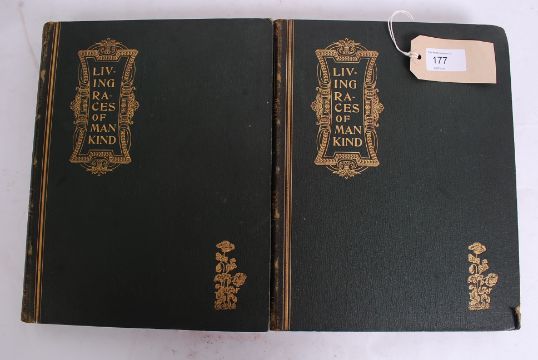 LIV-
ING
RA-
CES
OF
MAN
KIND
LIV-
ING
RA-
CES
OF
MAN
KIND
177